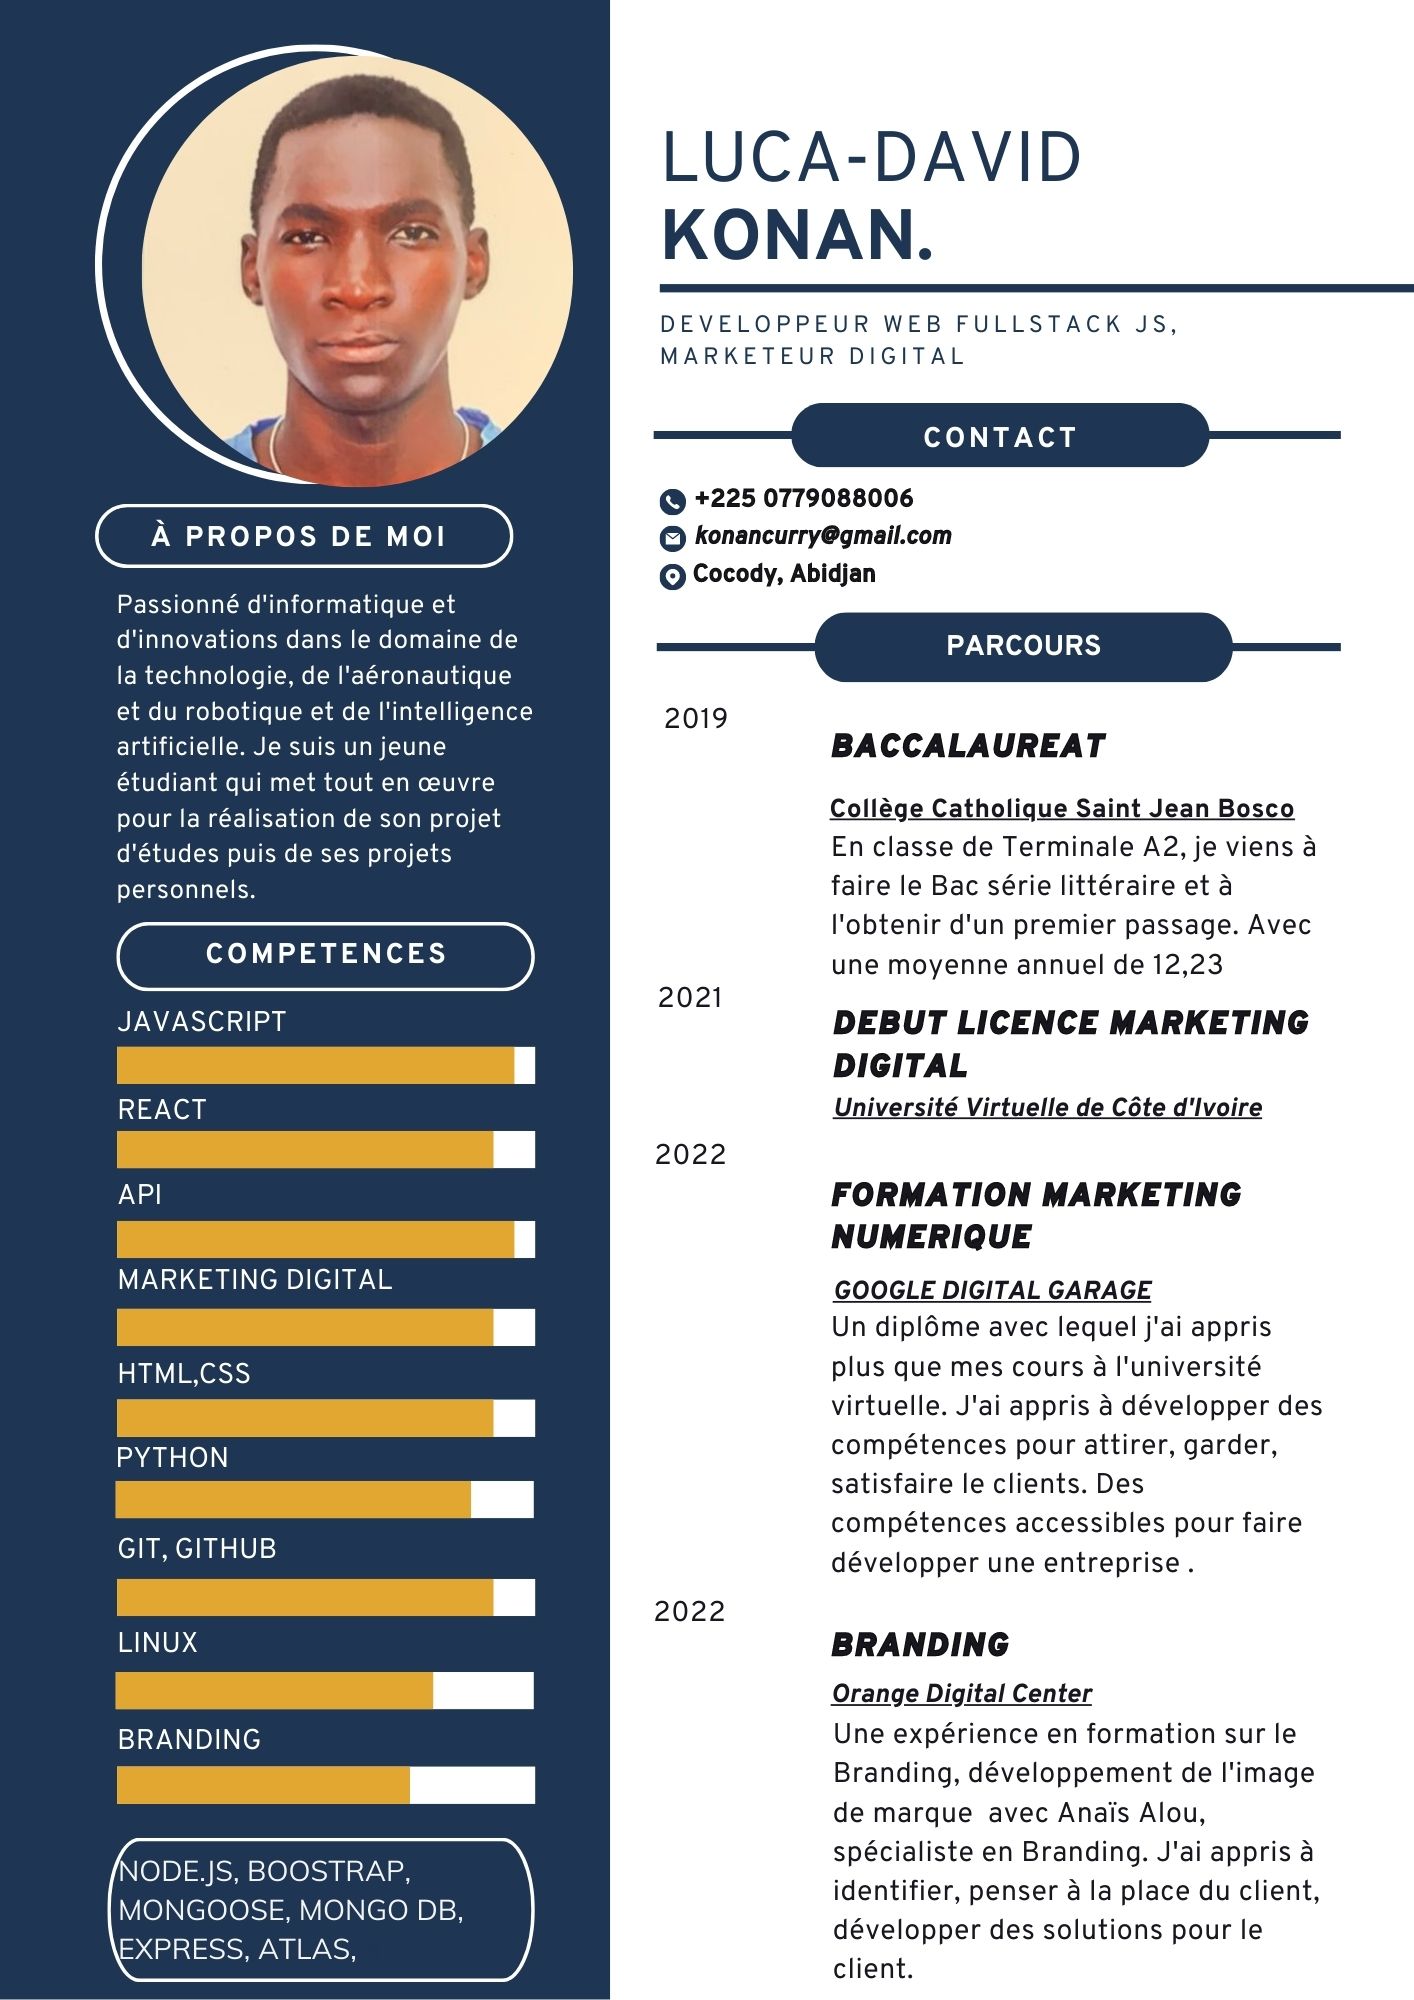 LUCA-DAVID
KONAN.
DEVELOPPEUR WEB FULLSTACK JS,
MARKETEUR DIGITAL
CONTACT
+225 0779088006
konancurry@gmail.com
Cocody, Abidjan
À PROPOS DE MOI
Passionné d'informatique et
d'innovations dans le domaine de
la technologie, de l'aéronautique
et du robotique et de l'intelligence
artificielle. Je suis un jeune
étudiant qui met tout en œuvre
pour la réalisation de son projet
d'études puis de ses projets
personnels.
COMPETENCES
JAVASCRIPT
REACT
API
MARKETING DIGITAL
HTML,CSS
PYTHON
GIT, GITHUB
LINUX
BRANDING
NODE.JS, BOOSTRAP,
MONGOOSE, MONGO DB,
EXPRESS, ATLAS,
PARCOURS
2019
BACCALAUREAT
Collège Catholique Saint Jean Bosco
En classe de Terminale A2, je viens à
faire le Bac série littéraire et à
l'obtenir d'un premier passage. Avec
une moyenne annuel de 12,23
2021
DEBUT LICENCE MARKETING
DIGITAL
Université Virtuelle de Côte d'Ivoire
2022
FORMATION MARKETING
NUMERIQUE
GOOGLE DIGITAL GARAGE
Un diplôme avec lequel j'ai appris
plus que mes cours à l'université
virtuelle. J'ai appris à développer des
compétences pour attirer, garder,
satisfaire le clients. Des
compétences accessibles pour faire
développer une entreprise .
2022
BRANDING
Orange Digital Center
Une expérience en formation sur le
Branding, développement de l'image
de marque  avec Anaïs Alou,
spécialiste en Branding. J'ai appris à
identifier, penser à la place du client,
développer des solutions pour le
client.